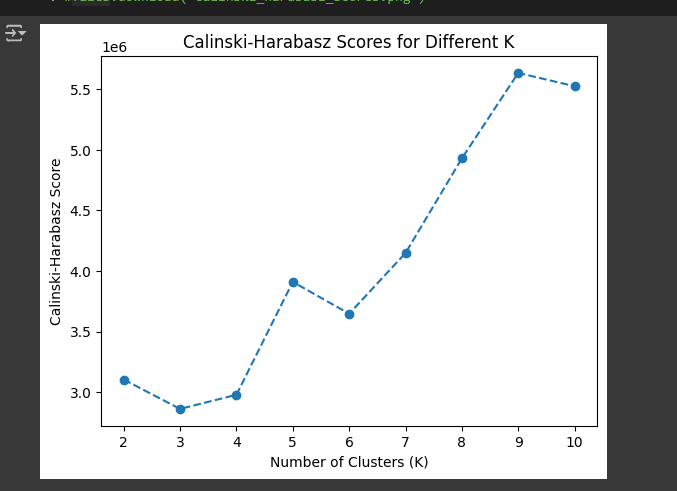 Calinski-Harabasz Scores for Different K
1e6
5.5
5.0
4.5
4.0
3.5
3.0
Calinski-Harabasz Score
2 3 4 5 6 7 8 9 10
Number of Clusters (K)